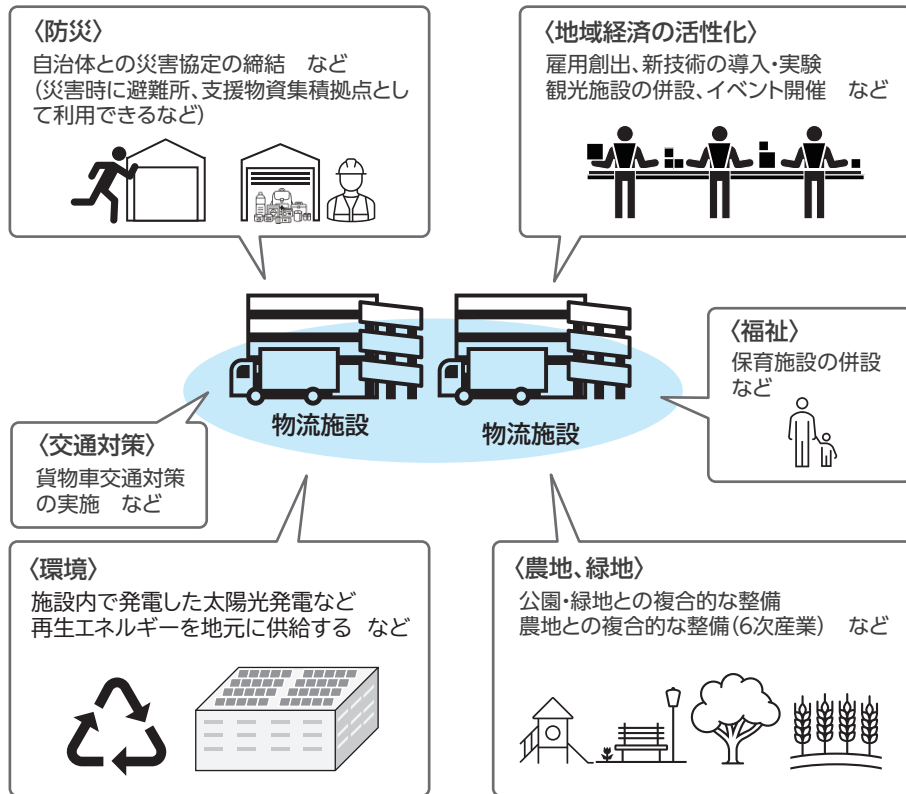 〈防災〉
自治体との災害協定の締結　など
(災害時に避難所、支援物資集積拠点とし
て利用できるなど)
〈地域経済の活性化〉
雇用創出、新技術の導入・実験
観光施設の併設、イベント開催　など
〈福祉〉
保育施設の併設
など
物流施設
物流施設
〈交通対策〉
貨物車交通対策
の実施　など
〈環境〉
施設内で発電した太陽光発電など
再生エネルギーを地元に供給する　など
〈農地、緑地〉
公園・緑地との複合的な整備
農地との複合的な整備(6次産業)　など